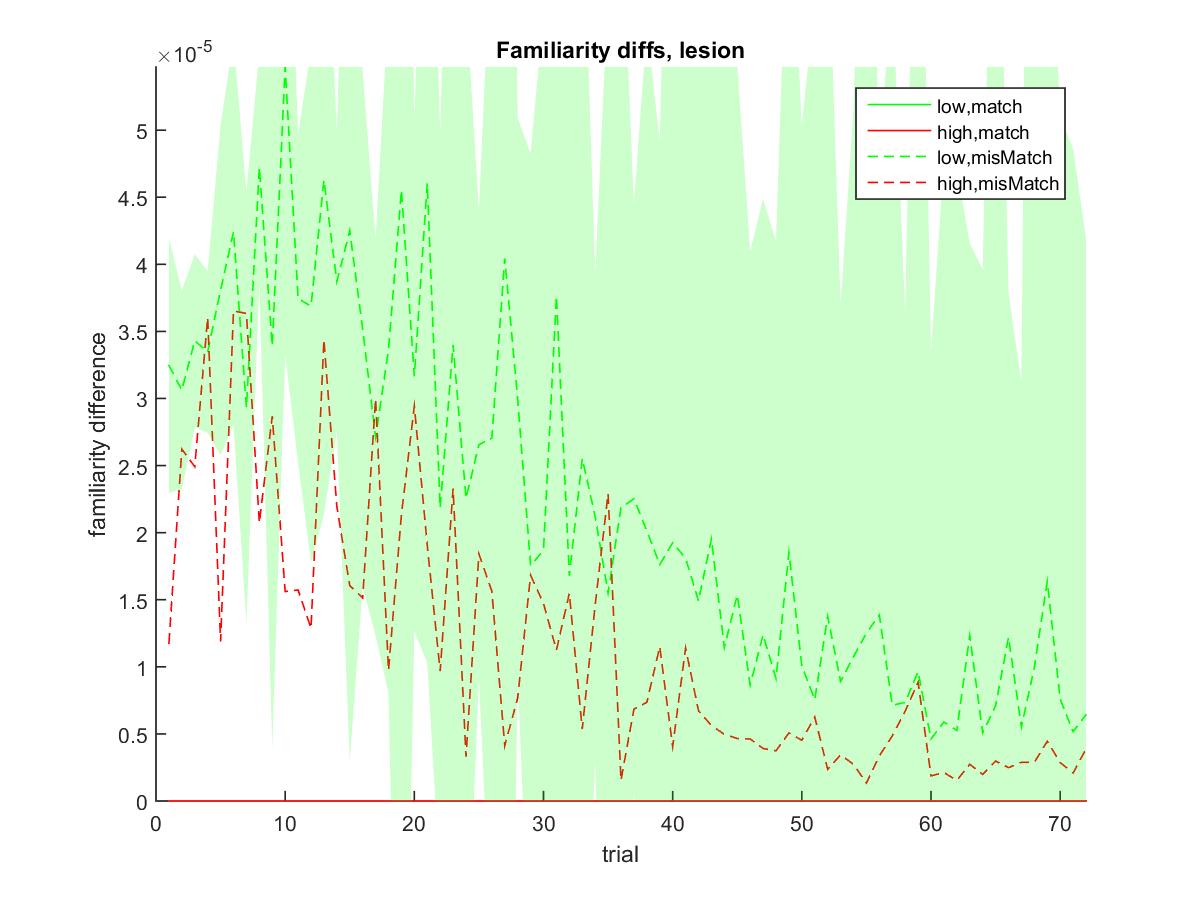 Familiarity diffs, lesion
×10-5
low,match
high,match
low,misMatch
high,misMatch
5
4.5
4
3.5
3
2.5
2
1.5
1
0.5
0
familiarity difference
0 10 20 30 40 50 60 70
trial